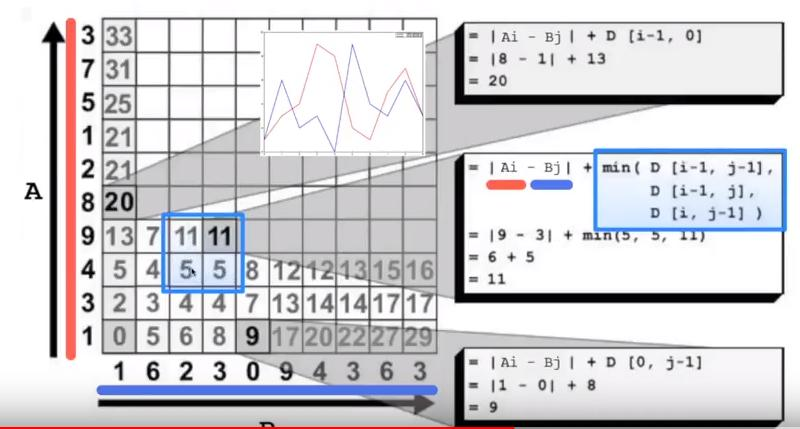 3 33
7 31
5 25
1 21
2 21
A
8 20
9 13 7 11 11
4 5 4 5 5 8 12 12 13 15 16
3 2 3 4 4 7 13 14 14 17 17
1 0 5 6 8 9 17 20 22 27 29
1 6 2 3 0 9 4 3 6 3
= |Ai - Bj| + D [i-1, 0]
= |8 - 1| + 13
= 20
= |Ai - Bj| + min( D [i-1, j-1],
D [i-1, j],
D [i, j-1] )
= |9 - 3| + min(5, 5, 11)
= 6 + 5
= 11
= |Ai - Bj| + D [0, j-1]
= |1 - 0| + 8
= 9